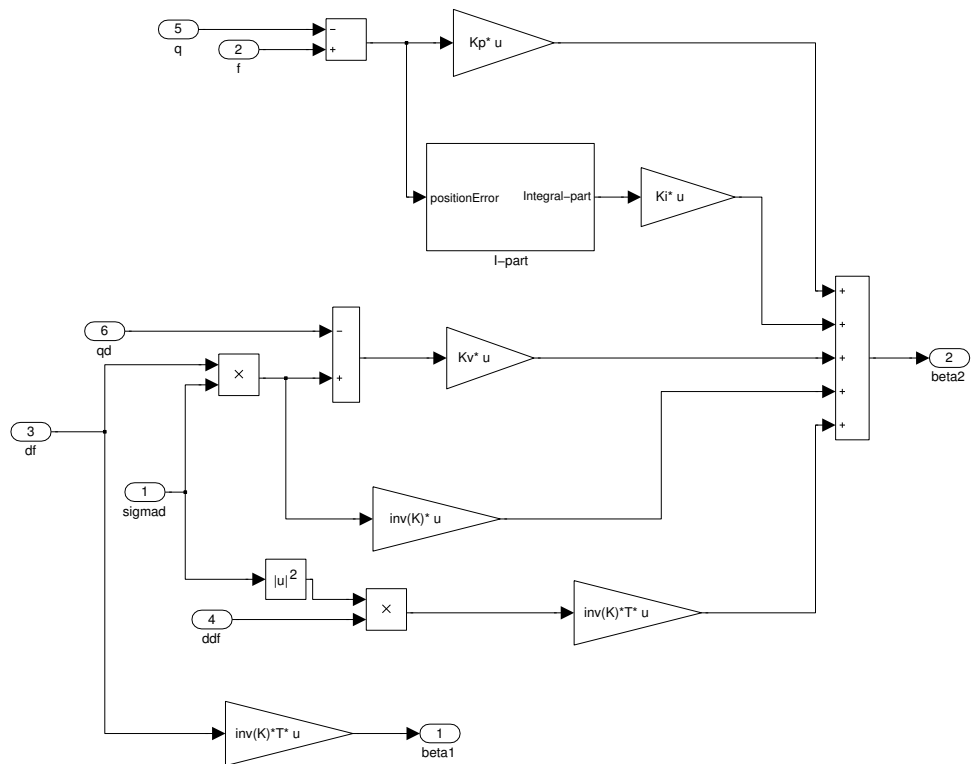 5
q
2
f
−
+
Kp* u
positionError
Integral−part
I−part
Ki* u
6
qd
×
−
+
Kv* u
3
df
1
sigmad
inv(K)* u
|u|2
4
ddf
×
inv(K)*T* u
+
+
+
+
+
2
beta2
inv(K)*T* u
1
beta1